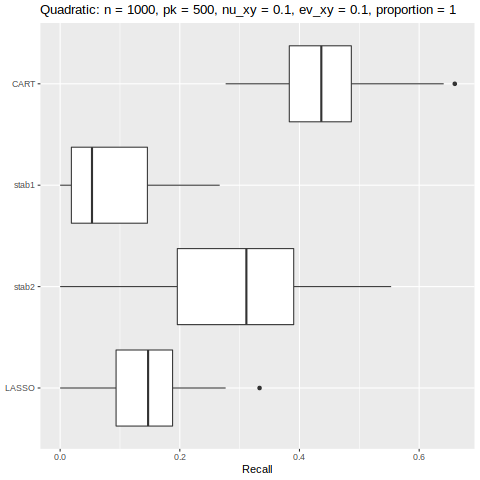 Quadratic: n = 1000, pk = 500, nu_xy = 0.1, ev_xy = 0.1, proportion = 1
CART
stab1
stab2
LASSO
0.0 0.2 0.4 0.6
Recall